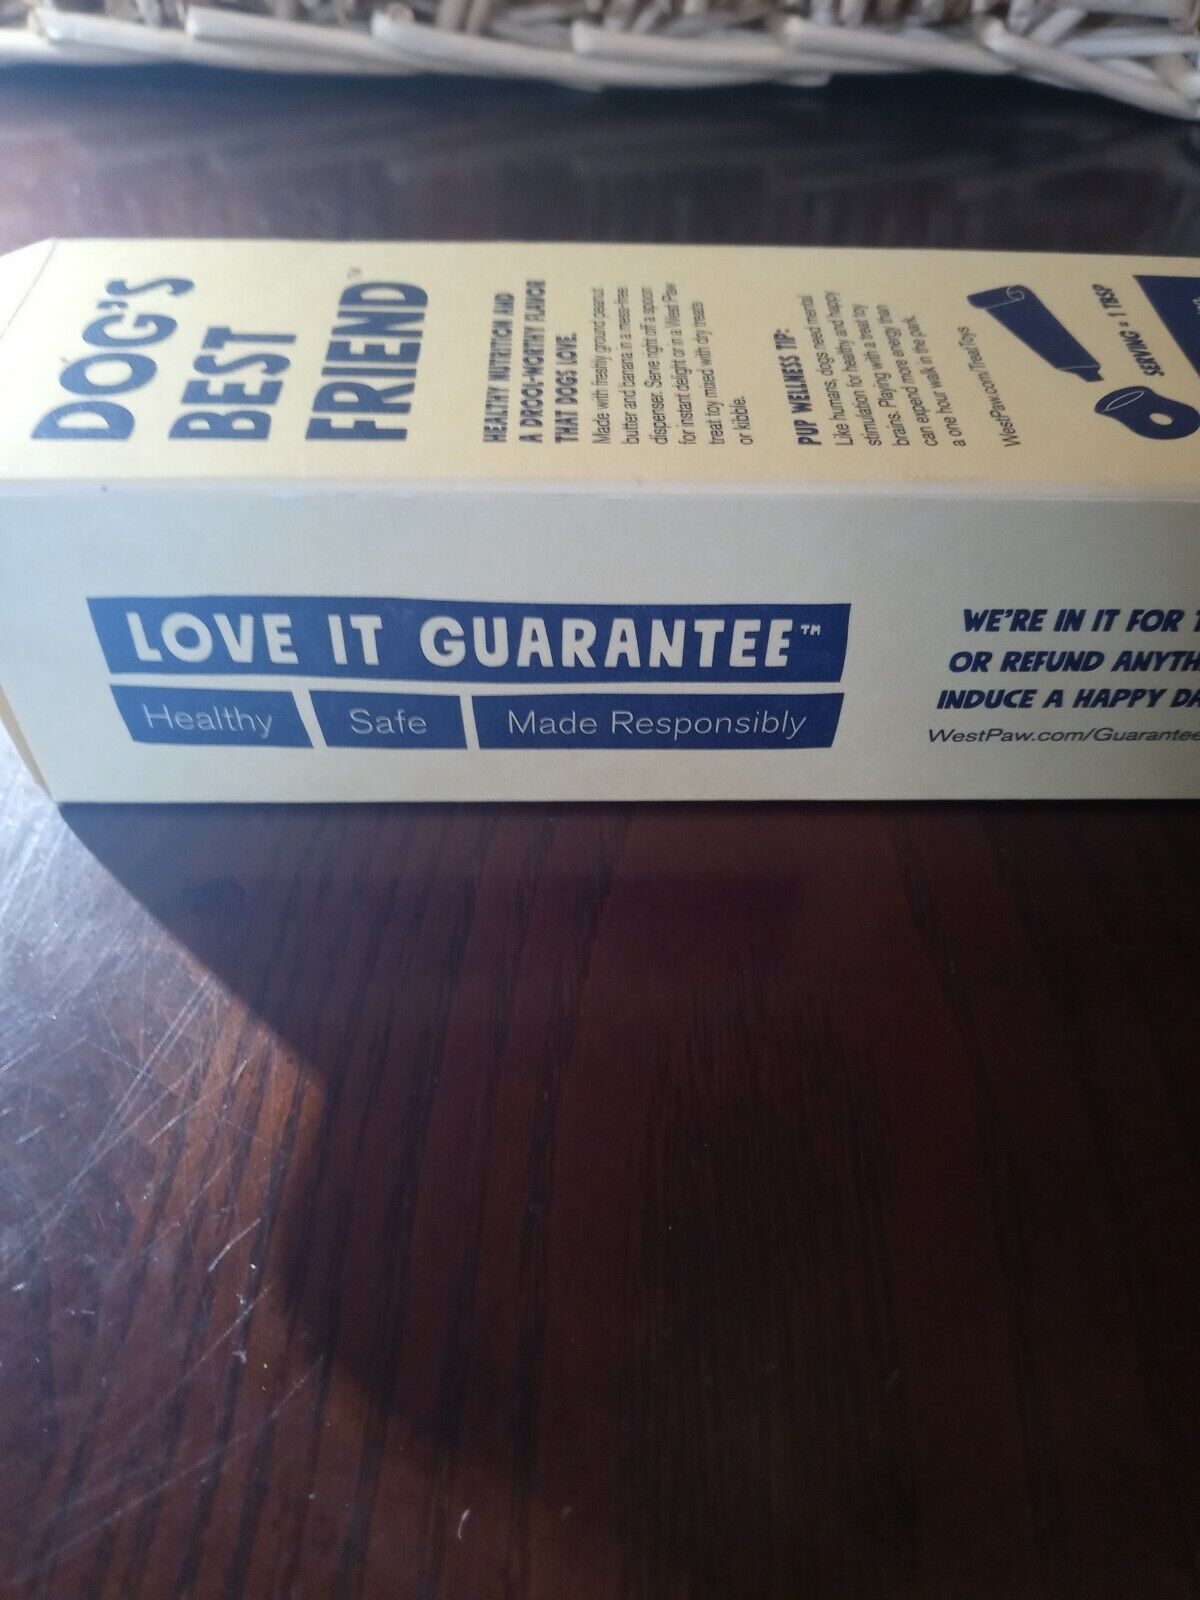 DOG'S
BEST
FRIEND™
HEALTHY NUTRITION AND
A DROOL-WORTHY FLAVOR
THAT DOGS LOVE.
Made with freshly ground peanut
butter and banana in a mess-free
dispenser. Serve right off a spoon
for instant delight or in a West Paw
treat toy mixed with dry treats
or kibble.
PUP WELLNESS TIP:
Like humans, dogs need mental
stimulation for healthy and happy
brains. Playing with a treat toy
can expend more energy than
a one hour walk in the park.
WestPaw.com/TreatToys
SERVING = 1 TBSP
LOVE IT GUARANTEE™
Healthy Safe Made Responsibly
WE'RE IN IT FOR T
OR REFUND ANYTH
INDUCE A HAPPY DA
WestPaw.com/Guarantee